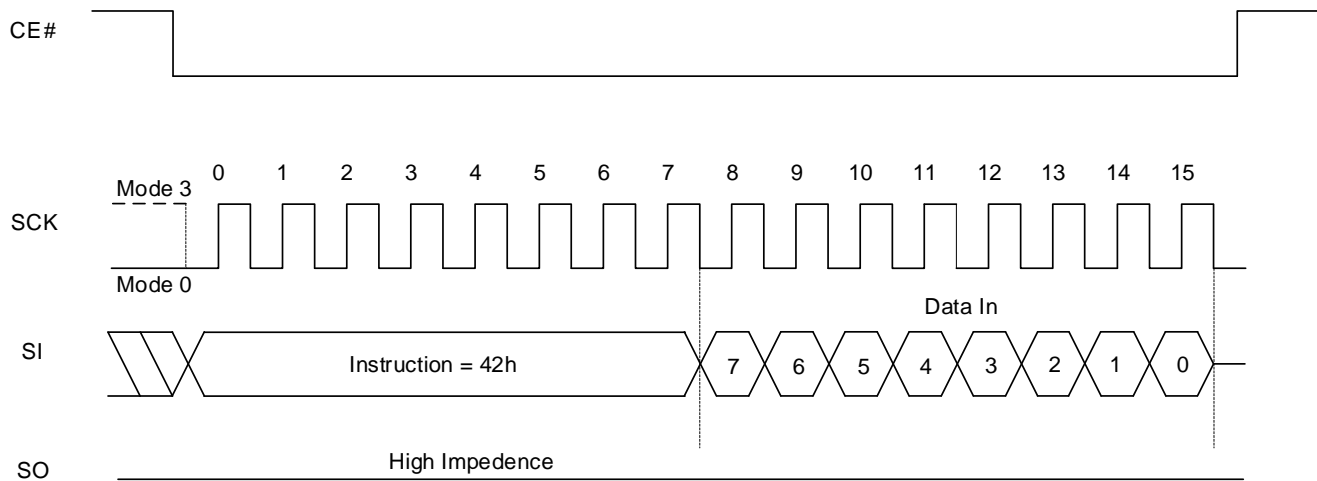 CE#
0 1 2 3 4 5 6 7 8 9 10 11 12 13 14 15
Mode 3
SCK
Mode 0
Data In
SI
Instruction = 42h
7 6 5 4 3 2 1 0
High Impedence
SO